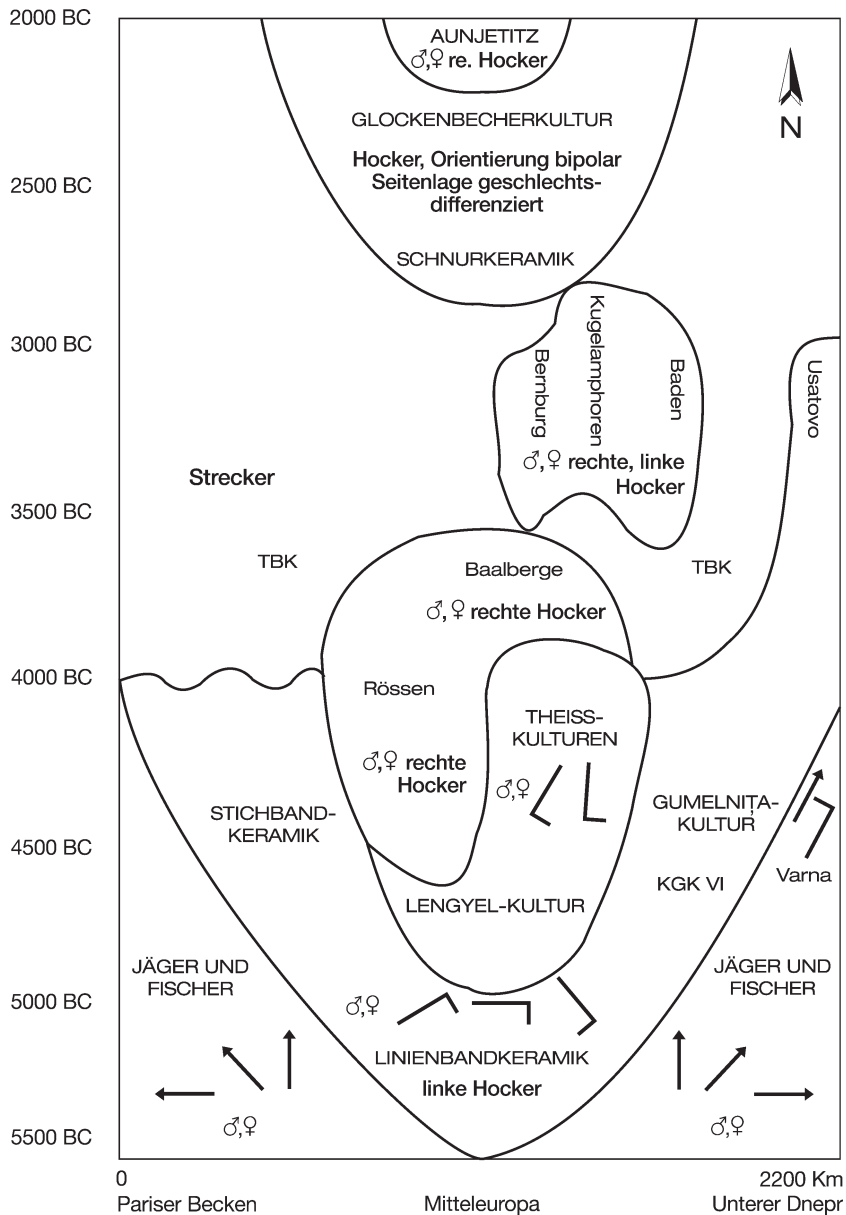 2000 BC
AUNJETITZ
♂,♀ re. Hocker
N
GLOCKENBECHERKULTUR
Hocker, Orientierung bipolar
Seitenlage geschlechts-
differenziert
2500 BC
SCHNURKERAMIK
3000 BC
Bernburg
Kugelamphoren
Baden
Usatovo
♂,♀ rechte, linke
Hocker
Strecker
3500 BC
TBK
Baalberge
TBK
♂,♀ rechte Hocker
4000 BC
Rössen
THEISS-
KULTUREN
♂,♀ rechte
Hocker
♂,♀
STICHBAND-
KERAMIK
GUMELNIȚA-
KULTUR
4500 BC
Varna
KGK VI
LENGYEL-KULTUR
JÄGER UND
FISCHER
JÄGER UND
FISCHER
5000 BC
♂,♀
LINIENBANDKERAMIK
linke Hocker
♂,♀
♂,♀
5500 BC
0
2200 Km
Pariser Becken
Mitteleuropa
Unterer Dnepr